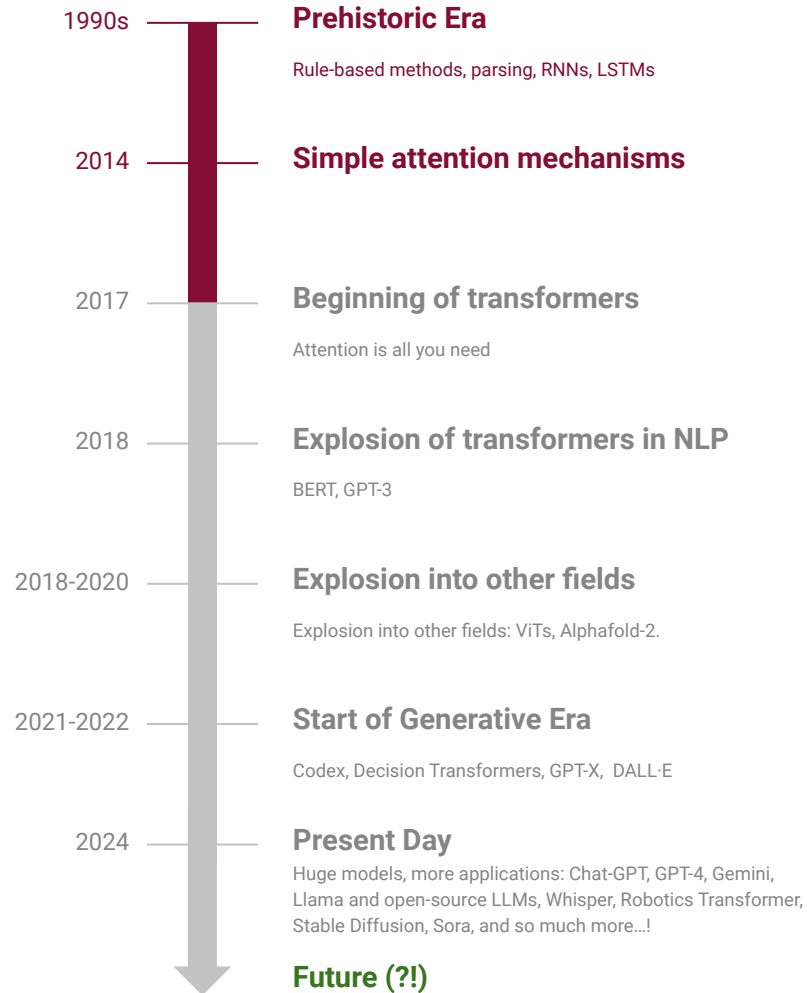 1990s
Prehistoric Era
Rule-based methods, parsing, RNNs, LSTMs
2014
Simple attention mechanisms
2017
Beginning of transformers
Attention is all you need
2018
Explosion of transformers in NLP
BERT, GPT-3
2018-2020
Explosion into other fields
Explosion into other fields: ViTs, Alphafold-2.
2021-2022
Start of Generative Era
Codex, Decision Transformers, GPT-X, DALL·E
2024
Present Day
Huge models, more applications: Chat-GPT, GPT-4, Gemini,
Llama and open-source LLMs, Whisper, Robotics Transformer,
Stable Diffusion, Sora, and so much more…!
Future (?!)